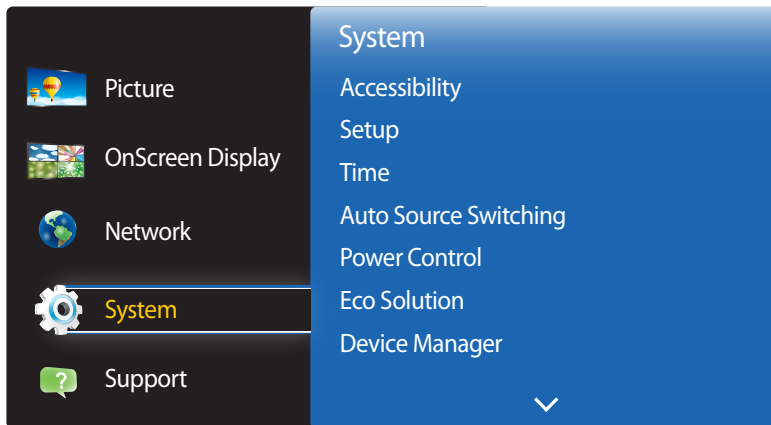 Picture
OnScreen Display
Network
System
Support
System
Accessibility
Setup
Time
Auto Source Switching
Power Control
Eco Solution
Device Manager
?